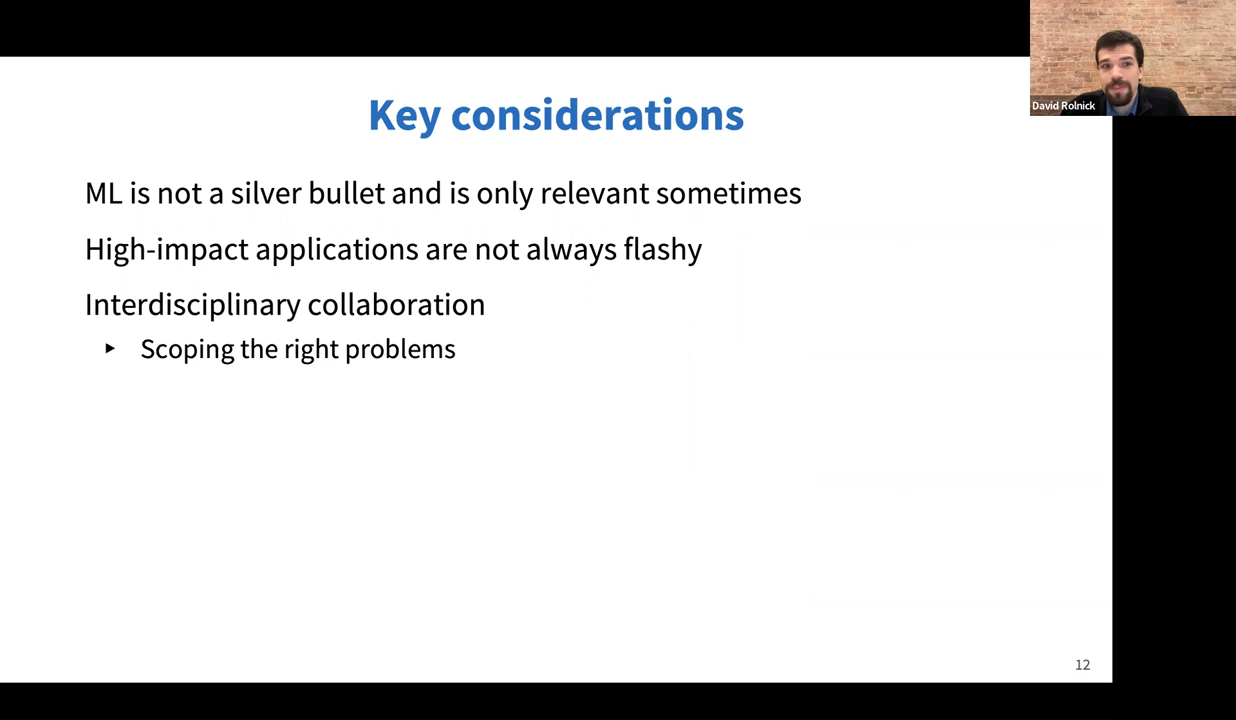 Key considerations
David Rolnick
ML is not a silver bullet and is only relevant sometimes
High-impact applications are not always flashy
Interdisciplinary collaboration
▸ Scoping the right problems
12